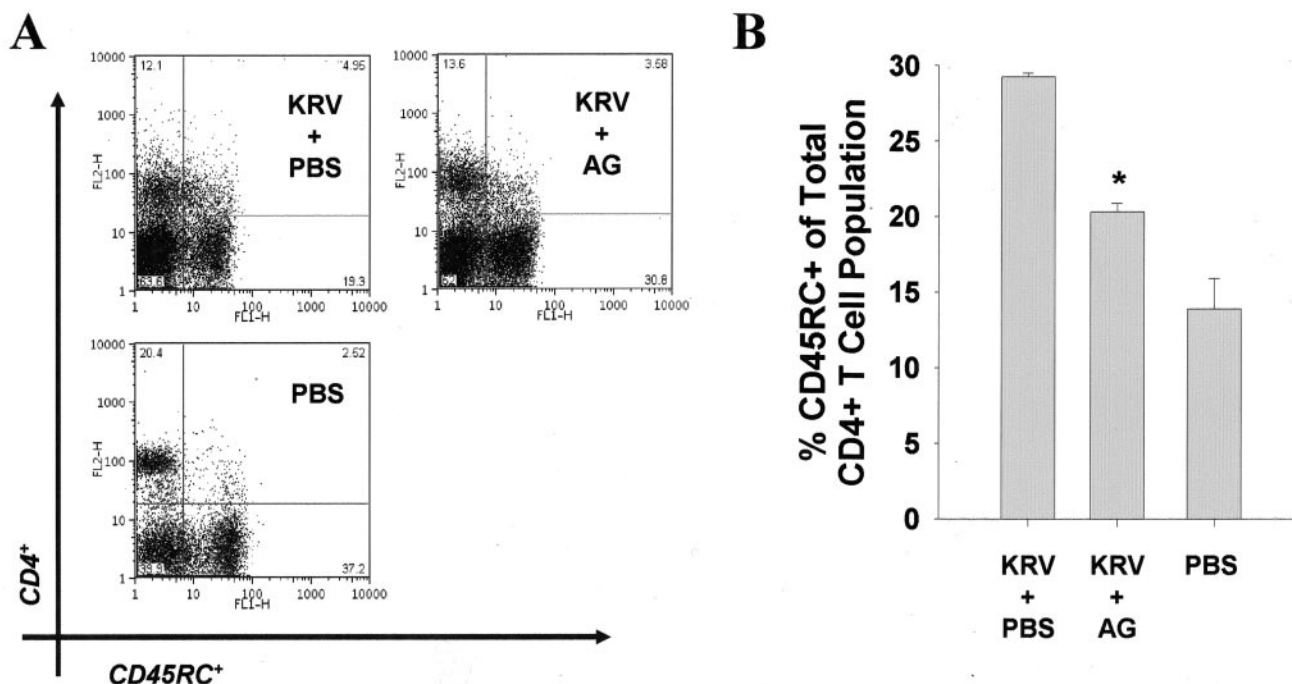 A
10000
12.1
4.95
1000
KRV
+
PBS
FL2-H
100
10
1
63.6
19.3
1 10 100 1000 10000
FL1-H
10000
13.6
3.58
1000
KRV
+
AG
FL2-H
100
10
1
30.8
1 10 100 1000 10000
FL1-H
10000
20.4
2.52
1000
PBS
FL2-H
100
10
1
37.2
1 10 100 1000 10000
FL1-H
CD4+
CD45RC+
B
% CD45RC+ of Total
CD4+ T Cell Population
30
25
20
15
10
5
0
*
KRV
+
PBS
KRV
+
AG
PBS